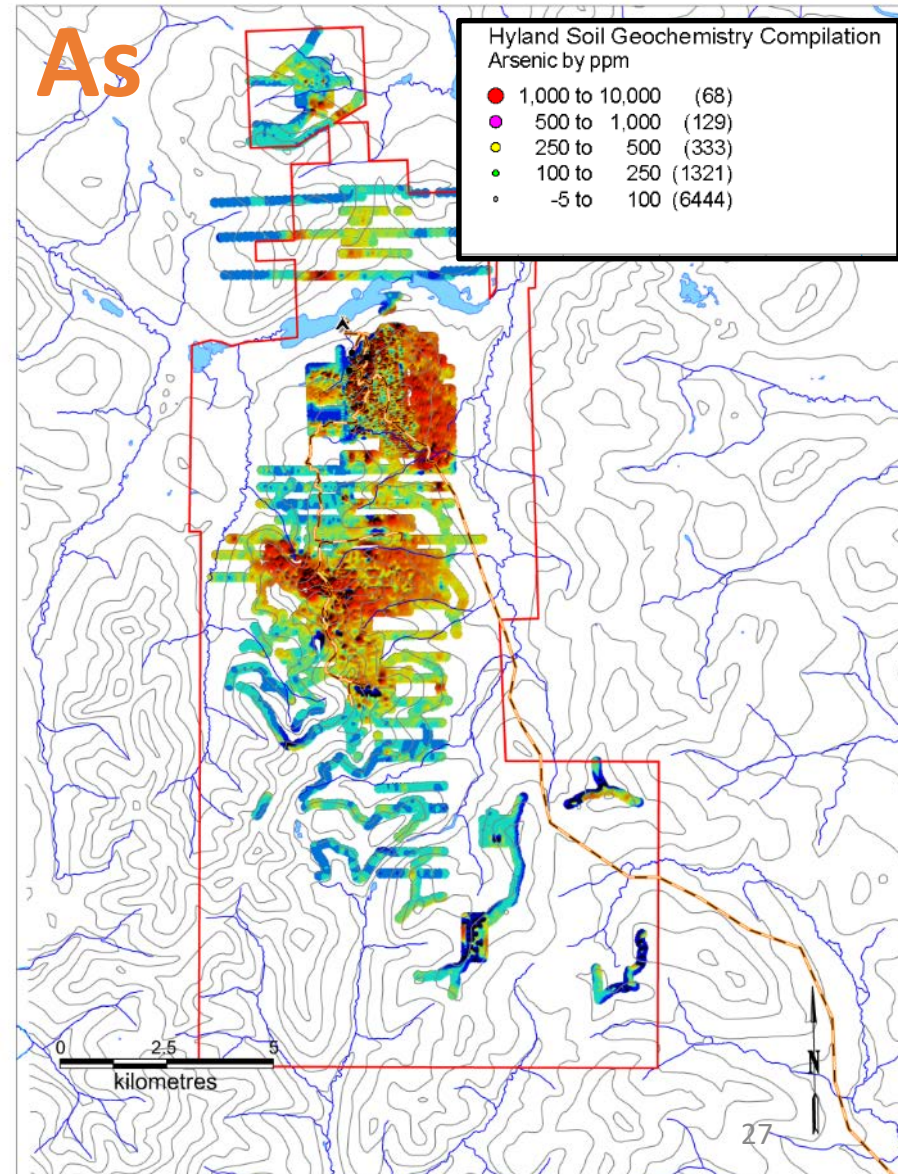 As
Hyland Soil Geochemistry Compilation
Arsenic by ppm
1,000 to 10,000 (68)
500 to 1,000 (129)
250 to 500 (333)
100 to 250 (1321)
-5 to 100 (6444)
0 2.5 5
kilometres
N
27